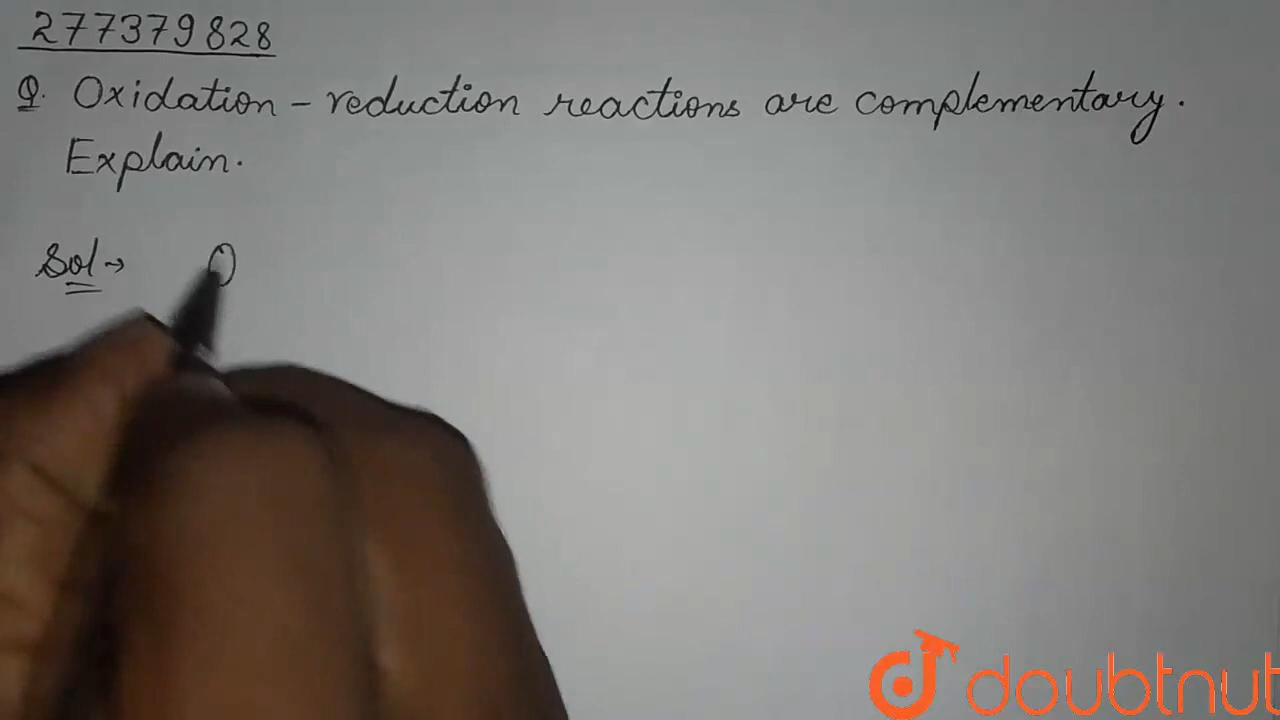 277379828
Q. Oxidation - reduction reactions are complementary.
Explain.
Sol → O
doubtnut